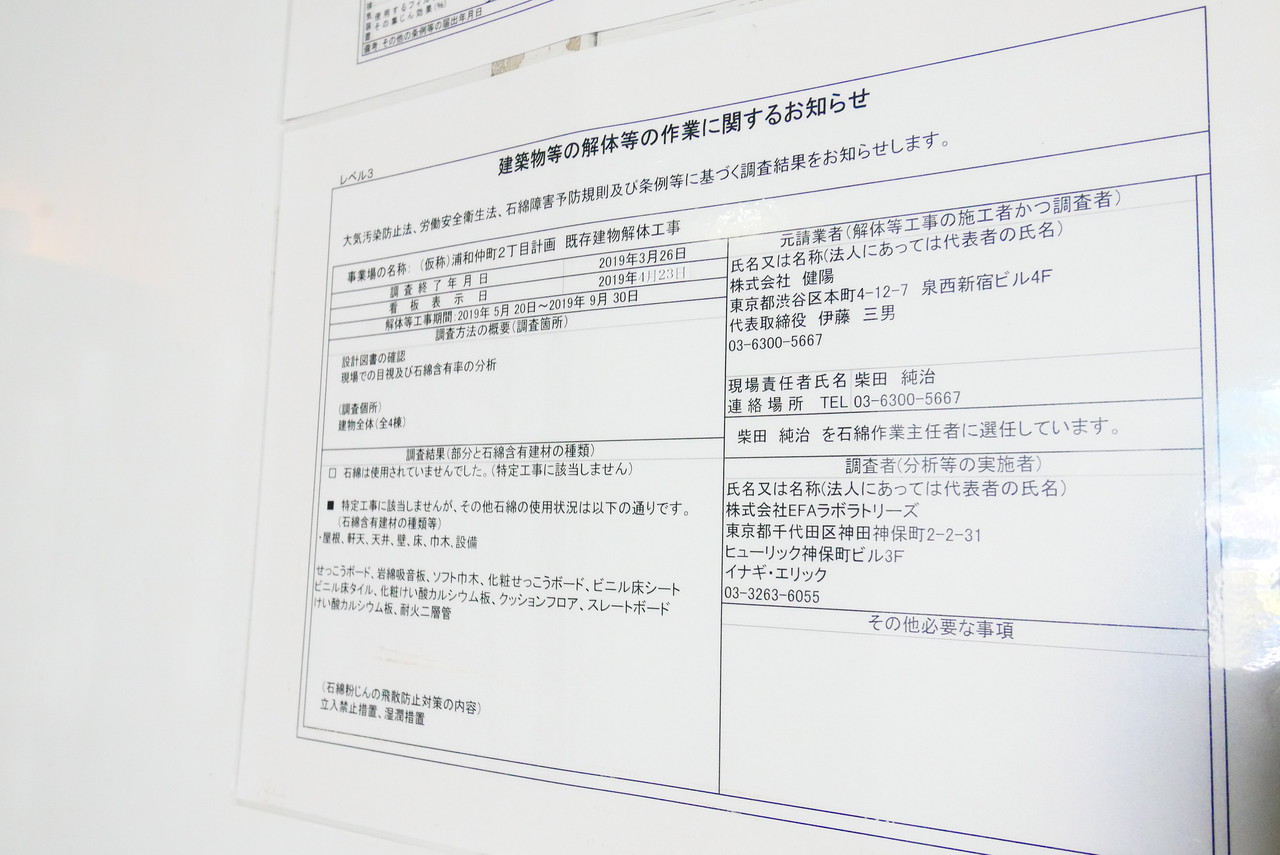 気 使用するフィル
その集じん効率(%)
置
備考 その他の条例等の届出年月日
レベル3
建築物等の解体等の作業に関するお知らせ
大気汚染防止法、労働安全衛生法、石綿障害予防規則及び条例等に基づく調査結果をお知らせします。
事業場の名称: (仮称)浦和仲町2丁目計画 既存建物解体工事
調査終了年月日 2019年3月26日
看板表示日 2019年4月23日
解体等工事期間:2019年 5月 20日~2019年 9月 30日
調査方法の概要(調査箇所)
設計図書の確認
現場での目視及び石綿含有率の分析
(調査個所)
建物全体(全4棟)
調査結果(部分と石綿含有建材の種類)
□ 石綿は使用されていませんでした。(特定工事に該当しません)
■ 特定工事に該当しませんが、その他石綿の使用状況は以下の通りです。
(石綿含有建材の種類等)
・屋根、軒天、天井、壁、床、巾木、設備
せっこうボード、岩綿吸音板、ソフト巾木、化粧せっこうボード、ビニル床シート
ビニル床タイル、化粧けい酸カルシウム板、クッションフロア、スレートボード
けい酸カルシウム板、耐火二層管
(石綿粉じんの飛散防止対策の内容)
立入禁止措置、湿潤措置
元請業者(解体等工事の施工者かつ調査者)
氏名又は名称(法人にあっては代表者の氏名)
株式会社 健陽
東京都渋谷区本町4-12-7 泉西新宿ビル4F
代表取締役 伊藤 三男
03-6300-5667
現場責任者氏名 柴田 純治
連絡場所 TEL 03-6300-5667
柴田 純治 を石綿作業主任者に選任しています。
調査者(分析等の実施者)
氏名又は名称(法人にあっては代表者の氏名)
株式会社EFAラボラトリーズ
東京都千代田区神田神保町2-2-31
ヒューリック神保町ビル3F
イナギ・エリック
03-3263-6055
その他必要な事項